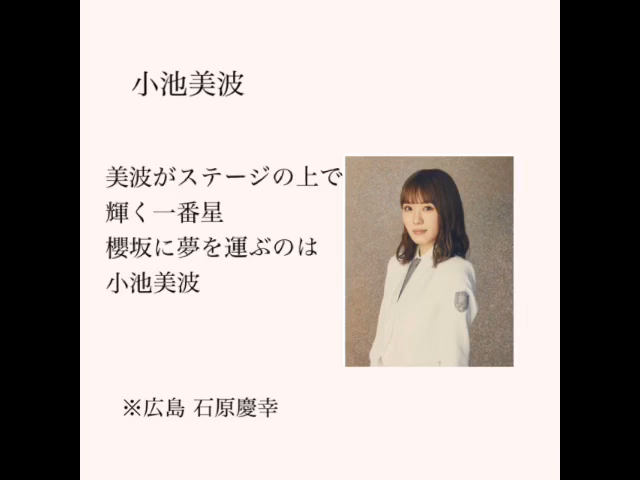 小池美波
美波がステージの上で
輝く一番星
櫻坂に夢を運ぶのは
小池美波
※広島 石原慶幸